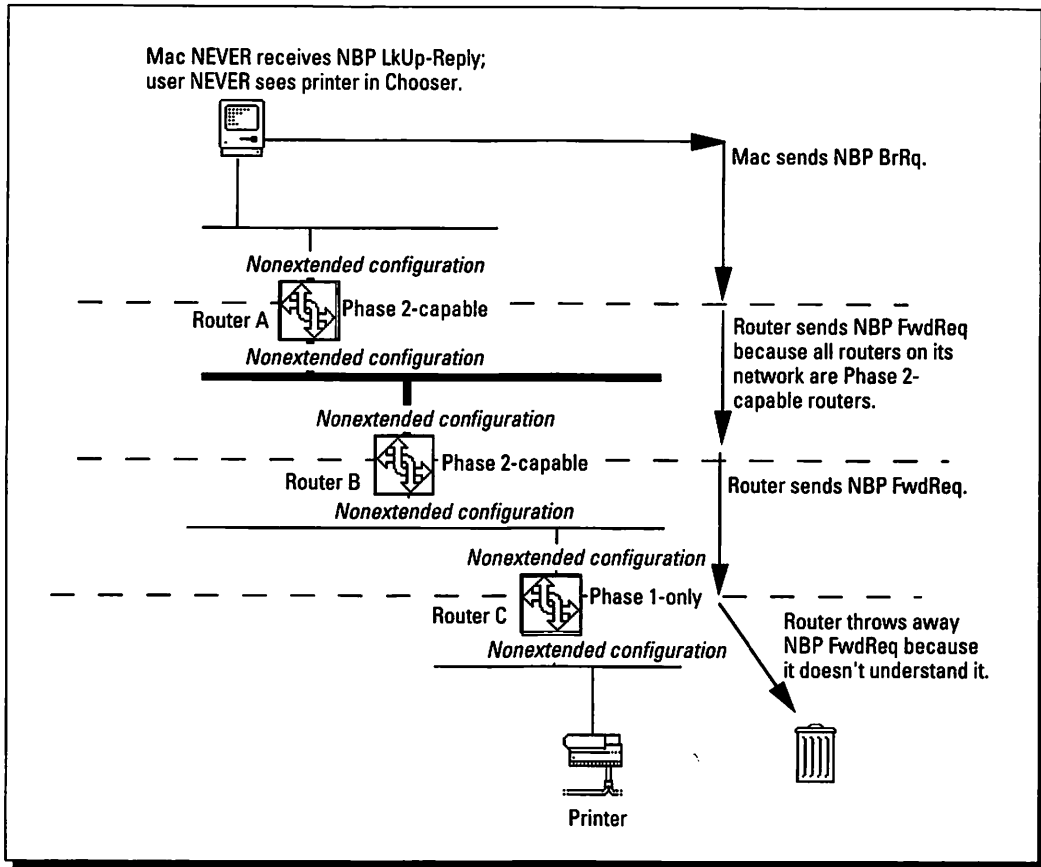 Mac NEVER receives NBP LkUp-Reply;
user NEVER sees printer in Chooser.
Mac sends NBP BrRq.
Nonextended configuration
Router A
Phase 2-capable
Nonextended configuration
Router sends NBP FwdReq
because all routers on its
network are Phase 2-
capable routers.
Nonextended configuration
Router B
Phase 2-capable
Router sends NBP FwdReq.
Nonextended configuration
Nonextended configuration
Router C
Phase 1-only
Router throws away
NBP FwdReq because
it doesn't understand it.
Nonextended configuration
Printer